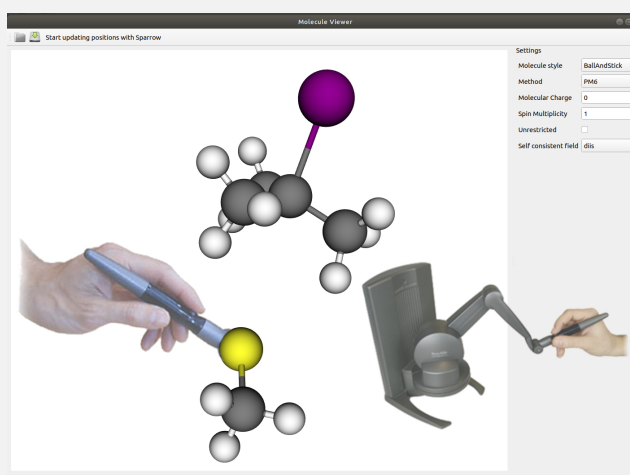 Molecule Viewer
Start updating positions with Sparrow
Settings
Molecule style BallAndStick
Method PM6
Molecular Charge 0
Spin Multiplicity 1
Unrestricted
Self consistent field diis